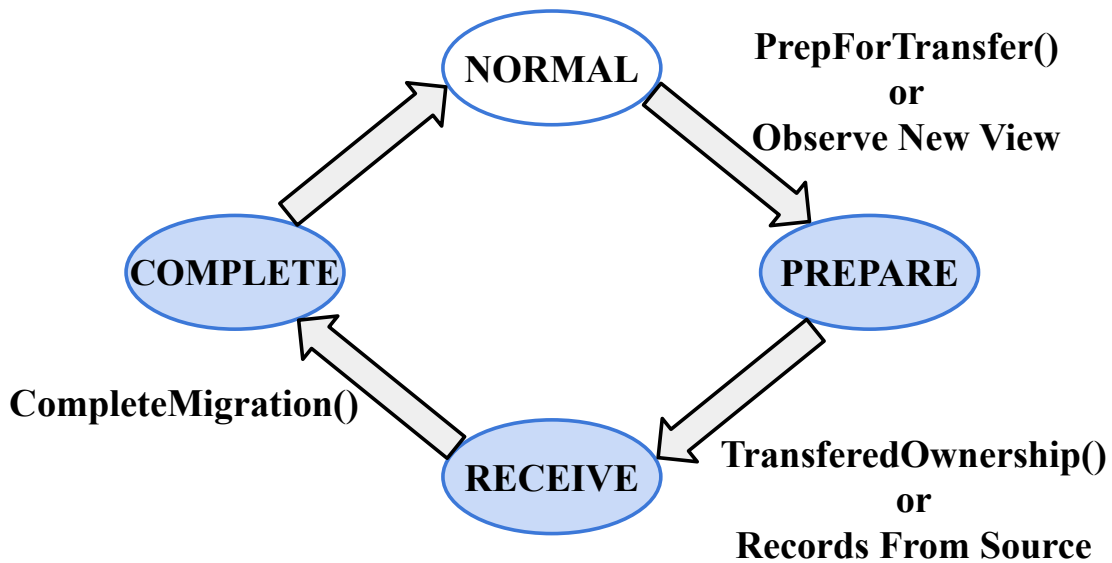 NORMAL
PrepForTransfer()
or
Observe New View
COMPLETE
PREPARE
CompleteMigration()
RECEIVE
TransferedOwnership()
or
Records From Source